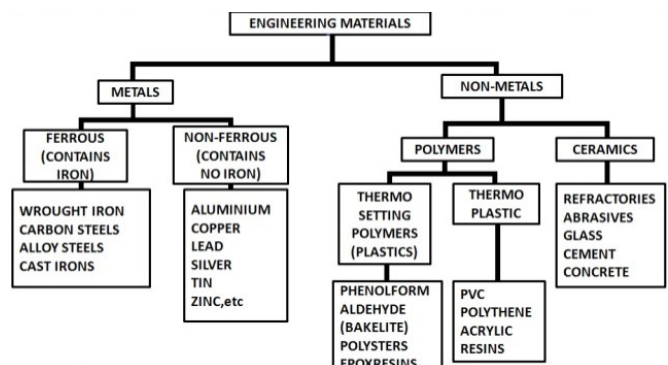 ENGINEERING MATERIALS
METALS
NON-METALS
FERROUS
(CONTAINS
IRON)
NON-FERROUS
(CONTAINS
NO IRON)
POLYMERS
CERAMICS
WROUGHT IRON
CARBON STEELS
ALLOY STEELS
CAST IRONS
ALUMINIUM
COPPER
LEAD
SILVER
TIN
ZINC,etc
THERMO
SETTING
POLYMERS
(PLASTICS)
THERMO
PLASTIC
REFRACTORIES
ABRASIVES
GLASS
CEMENT
CONCRETE
PHENOLFORM
ALDEHYDE
(BAKELITE)
POLYSTERS
EPOXRESINS
PVC
POLYTHENE
ACRYLIC
RESINS